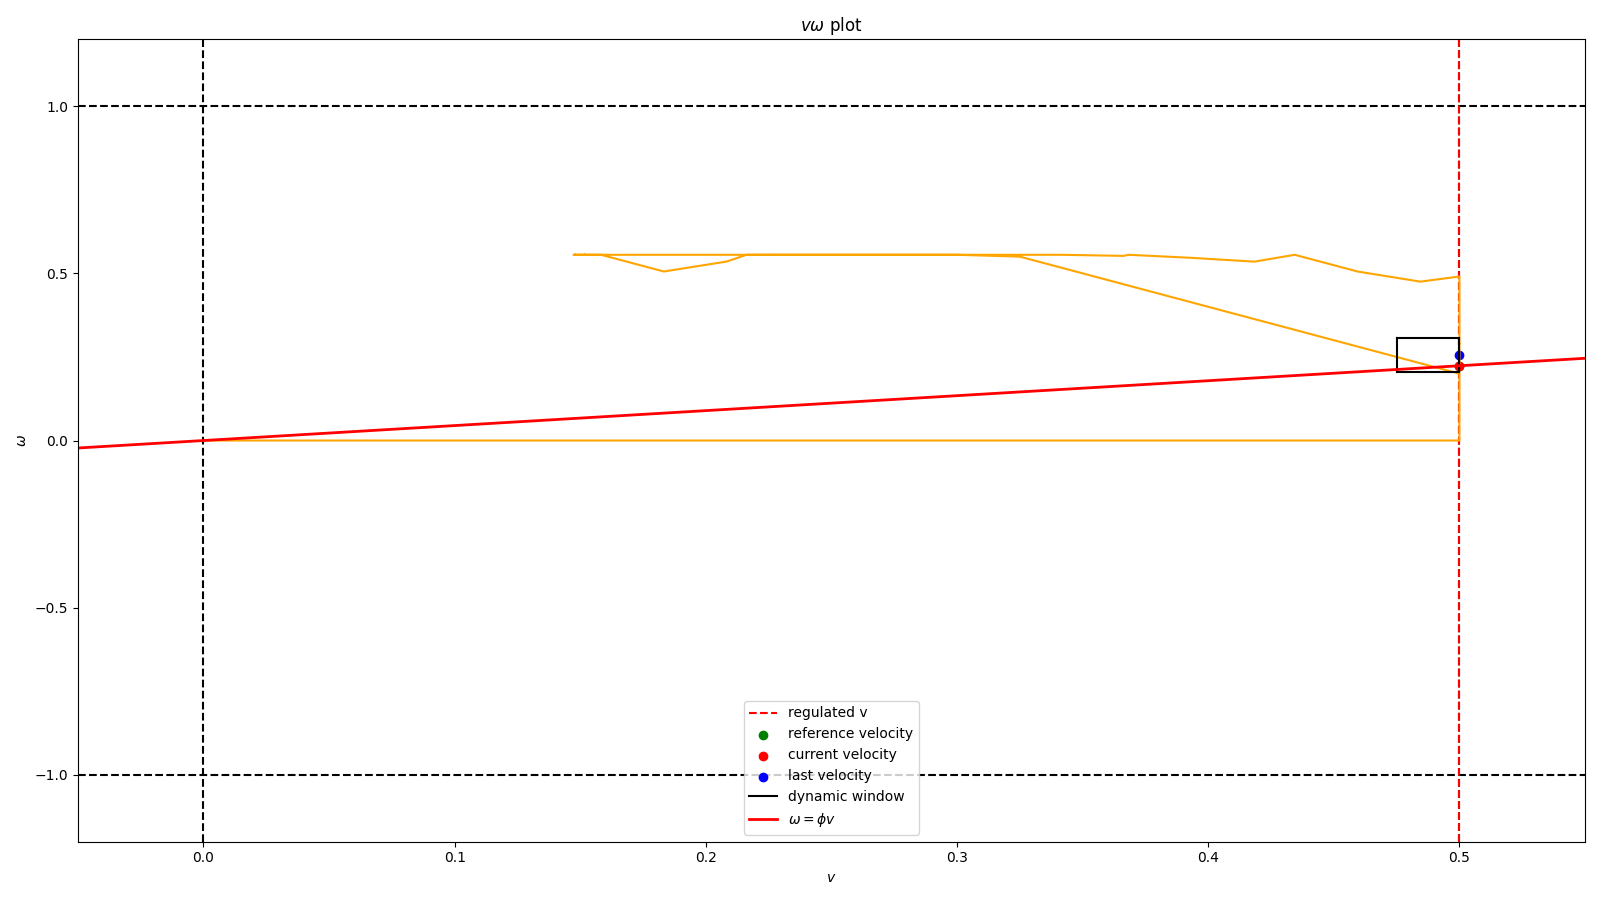 vω plot
1.0
0.5
0.0
−0.5
−1.0
ω
0.0 0.1 0.2 0.3 0.4 0.5
v
regulated v
reference velocity
current velocity
last velocity
dynamic window
ω = ϕv